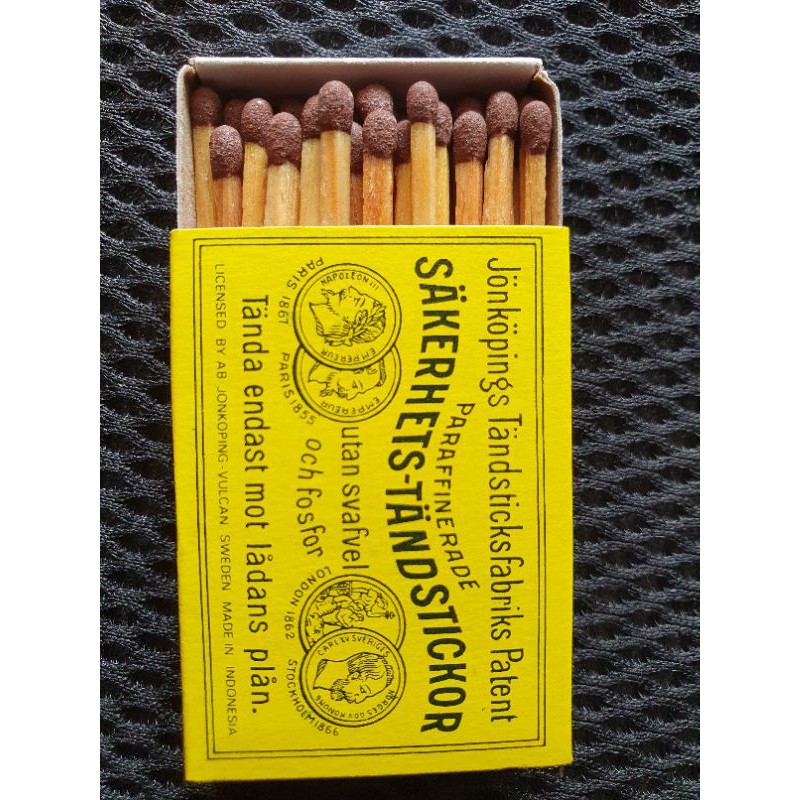 Jönköpings Tändsticksfabriks Patent
PARAFFINERADE
SÄKERHETS-TÄNDSTICKOR
utan svafvel
och fosfor
NAPOLEON III
EMPEREUR
PARIS 1867
EMPEREUR
PARIS 1855
LONDON 1862
CARL XV SVERIGES
NORGES
STOCKHOLM 1866
Tända endast mot lådans plån.
LICENSED BY AB JONKOPING-VULCAN SWEDEN MADE IN INDONESIA